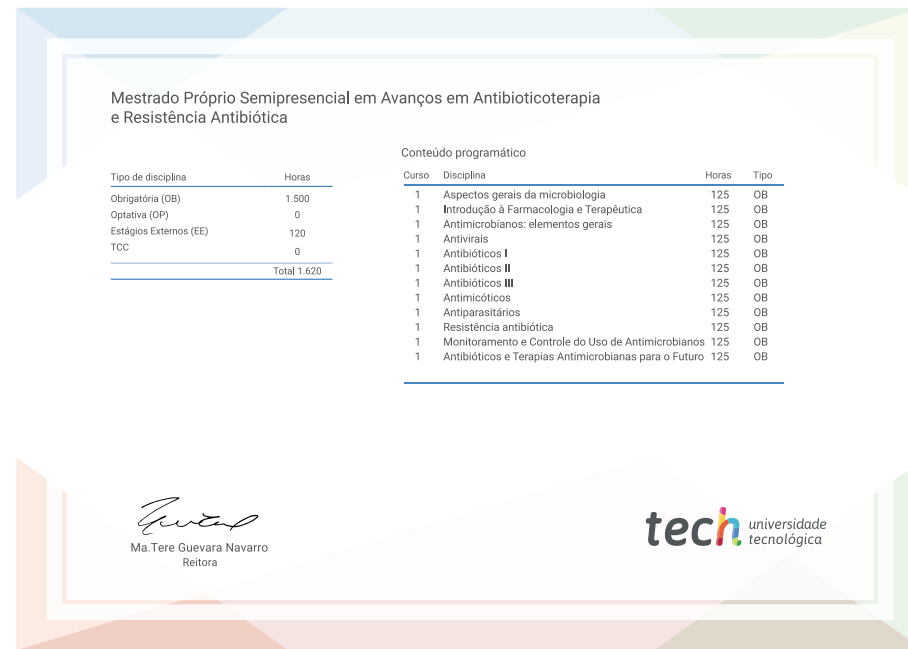 Mestrado Próprio Semipresencial em Avanços em Antibioticoterapia
e Resistência Antibiótica
Tipo de disciplina Horas
Obrigatória (OB) 1.500
Optativa (OP) 0
Estágios Externos (EE) 120
TCC 0
Total 1.620
Conteúdo programático
Curso Disciplina Horas Tipo
1 Aspectos gerais da microbiologia 125 OB
1 Introdução à Farmacologia e Terapêutica 125 OB
1 Antimicrobianos: elementos gerais 125 OB
1 Antivirais 125 OB
1 Antibióticos I 125 OB
1 Antibióticos II 125 OB
1 Antibióticos III 125 OB
1 Antimicóticos 125 OB
1 Antiparasitários 125 OB
1 Resistência antibiótica 125 OB
1 Monitoramento e Controle do Uso de Antimicrobianos 125 OB
1 Antibióticos e Terapias Antimicrobianas para o Futuro 125 OB
Ma.Tere Guevara Navarro
Reitora
tech universidade
tecnológica